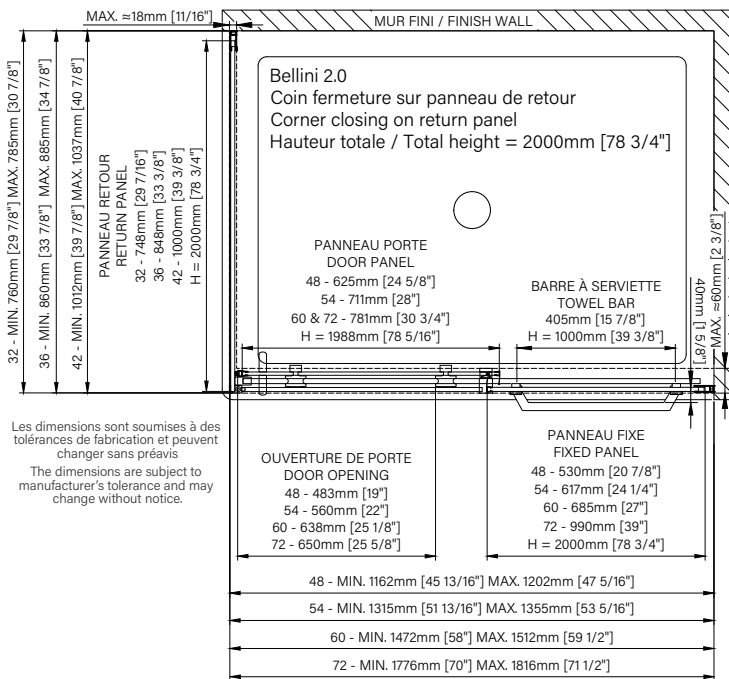 MAX. ≈18mm [11/16"]
MUR FINI / FINISH WALL
Bellini 2.0
Coin fermeture sur panneau de retour
Corner closing on return panel
Hauteur totale / Total height = 2000mm [78 3/4"]
32 - MIN. 760mm [29 7/8"] MAX. 785mm [30 7/8"]
36 - MIN. 860mm [33 7/8"] MAX. 885mm [34 7/8"]
42 - MIN. 1012mm [39 7/8"] MAX. 1037mm [40 7/8"]
PANNEAU RETOUR
RETURN PANEL
32 - 748mm [29 7/16"]
36 - 848mm [33 3/8"]
42 - 1000mm [39 3/8"]
H = 2000mm [78 3/4"]
PANNEAU PORTE
DOOR PANEL
48 - 625mm [24 5/8"]
54 - 711mm [28"]
60 & 72 - 781mm [30 3/4"]
H = 1988mm [78 5/16"]
BARRE À SERVIETTE
TOWEL BAR
405mm [15 7/8"]
H = 1000mm [39 3/8"]
40mm [1 5/8"]
MAX. ≈60mm [2 3/8"]
Les dimensions sont soumises à des
tolérances de fabrication et peuvent
changer sans préavis
The dimensions are subject to
manufacturer's tolerance and may
change without notice.
OUVERTURE DE PORTE
DOOR OPENING
48 - 483mm [19"]
54 - 560mm [22"]
60 - 638mm [25 1/8"]
72 - 650mm [25 5/8"]
PANNEAU FIXE
FIXED PANEL
48 - 530mm [20 7/8"]
54 - 617mm [24 1/4"]
60 - 685mm [27"]
72 - 990mm [39"]
H = 2000mm [78 3/4"]
48 - MIN. 1162mm [45 13/16"] MAX. 1202mm [47 5/16"]
54 - MIN. 1315mm [51 13/16"] MAX. 1355mm [53 5/16"]
60 - MIN. 1472mm [58"] MAX. 1512mm [59 1/2"]
72 - MIN. 1776mm [70"] MAX. 1816mm [71 1/2"]